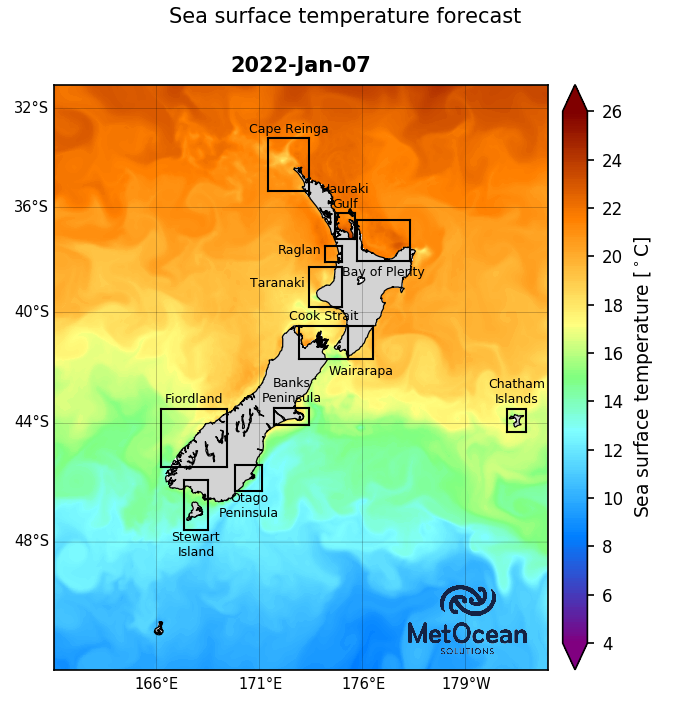 Sea surface temperature forecast
2022-Jan-07
32°S
36°S
40°S
44°S
48°S
166°E
171°E
176°E
179°W
Cape Reinga
Hauraki
Gulf
Raglan
Bay of Plenty
Taranaki
Cook Strait
Wairarapa
Banks
Peninsula
Fiordland
Chatham
Islands
Otago
Peninsula
Stewart
Island
MetOcean
SOLUTIONS
26
24
22
20
18
16
14
12
10
8
6
4
Sea surface temperature [°C]